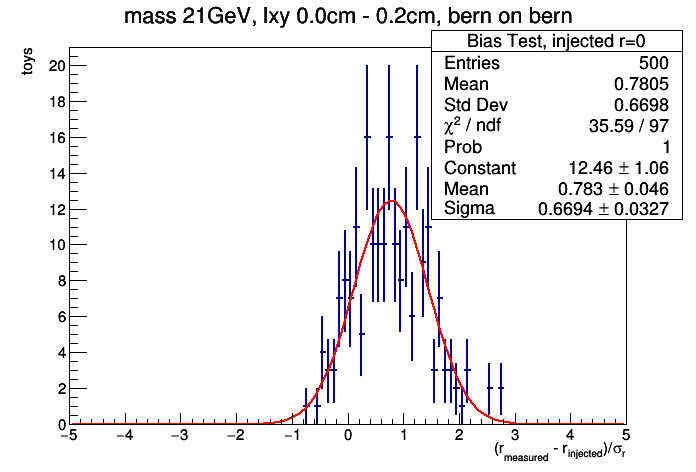 mass 21GeV, lxy 0.0cm - 0.2cm, bern on bern
toys
Bias Test, injected r=0
Entries 500
Mean 0.7805
Std Dev 0.6698
χ² / ndf 35.59 / 97
Prob 1
Constant 12.46 ± 1.06
Mean 0.783 ± 0.046
Sigma 0.6694 ± 0.0327
20
18
16
14
12
10
8
6
4
2
0
−5 −4 −3 −2 −1 0 1 2 3 4 5
(r_measured - r_injected)/σ_r